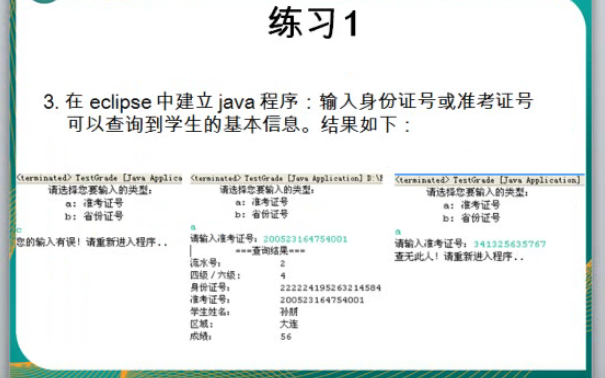 练习1
3. 在 eclipse 中建立 java 程序：输入身份证号或准考证号
可以查询到学生的基本信息。结果如下：
<terminated> TestGrade [Java Applica
请选择您要输入的类型:
a: 准考证号
b: 省份证号
c
您的输入有误! 请重新进入程序..
<terminated> TestGrade [Java Application] D:\
请选择您要输入的类型:
a: 准考证号
b: 省份证号
a
请输入准考证号: 200523164754001
===查询结果===
流水号: 2
四级 / 六级: 4
身份证号: 222224195263214584
准考证号: 200523164754001
学生姓名: 孙朋
区域: 大连
成绩: 56
<terminated> TestGrade [Java Application]
请选择您要输入的类型:
a: 准考证号
b: 省份证号
a
请输入准考证号: 341325635767
查无此人! 请重新进入程序..